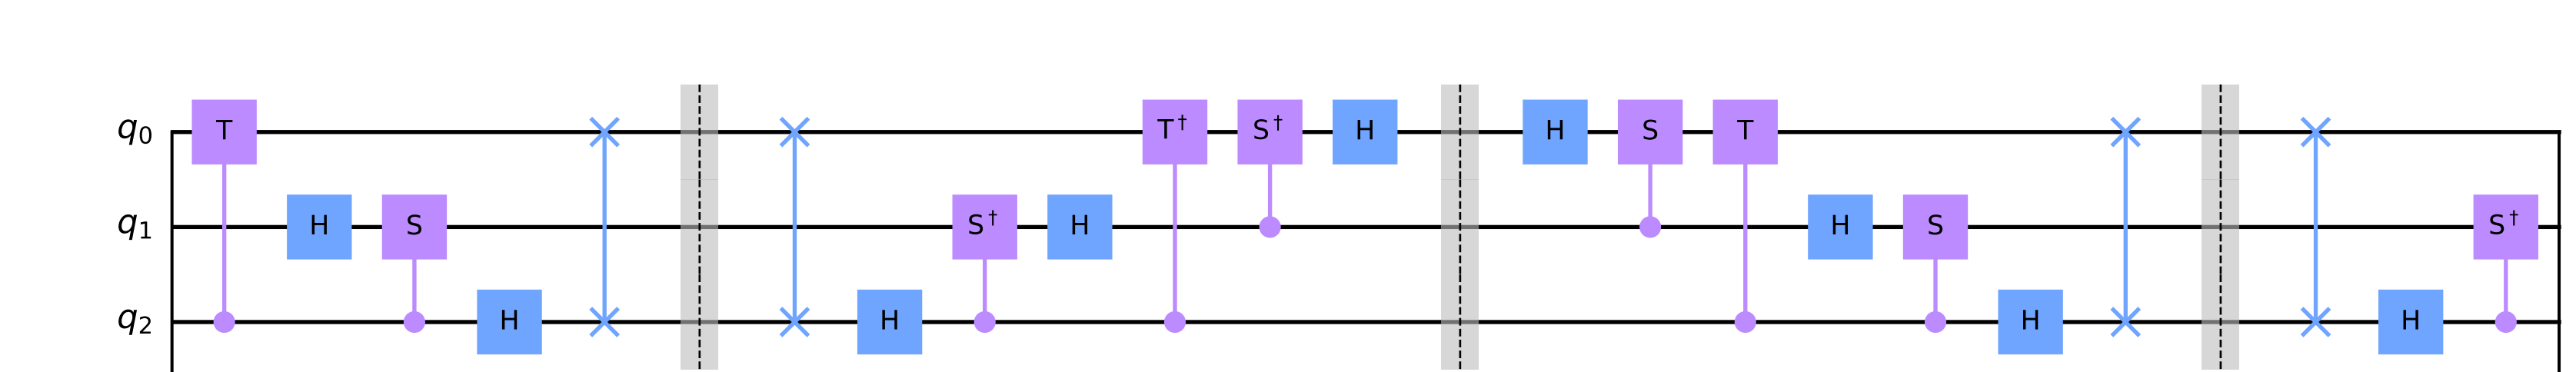 q0 T T† S† H H S T
q1 H S S† H H S S†
q2 H H H H